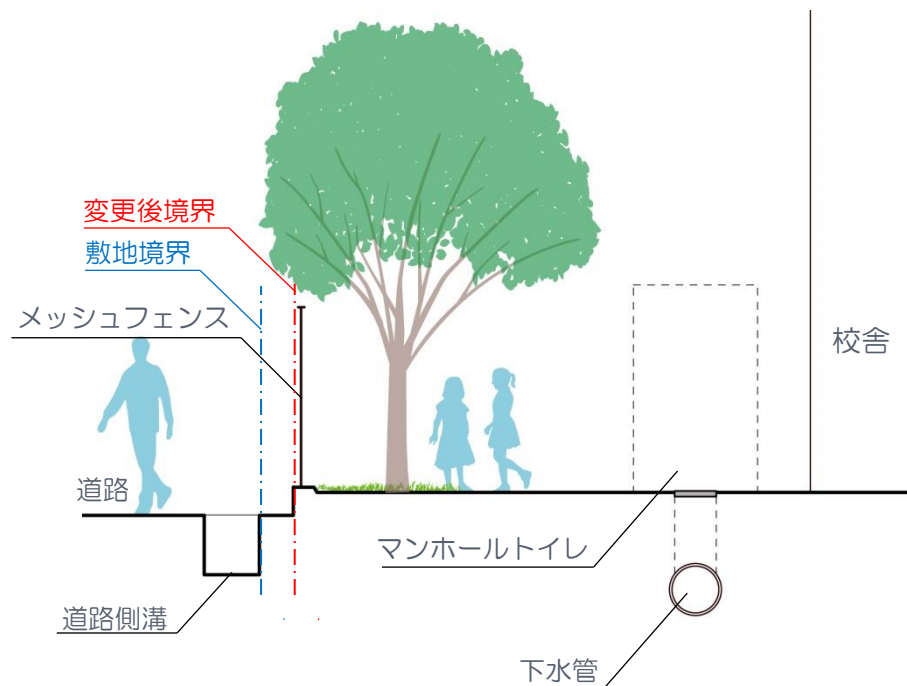 変更後境界
敷地境界
メッシュフェンス
校舎
道路
マンホールトイレ
道路側溝
下水管